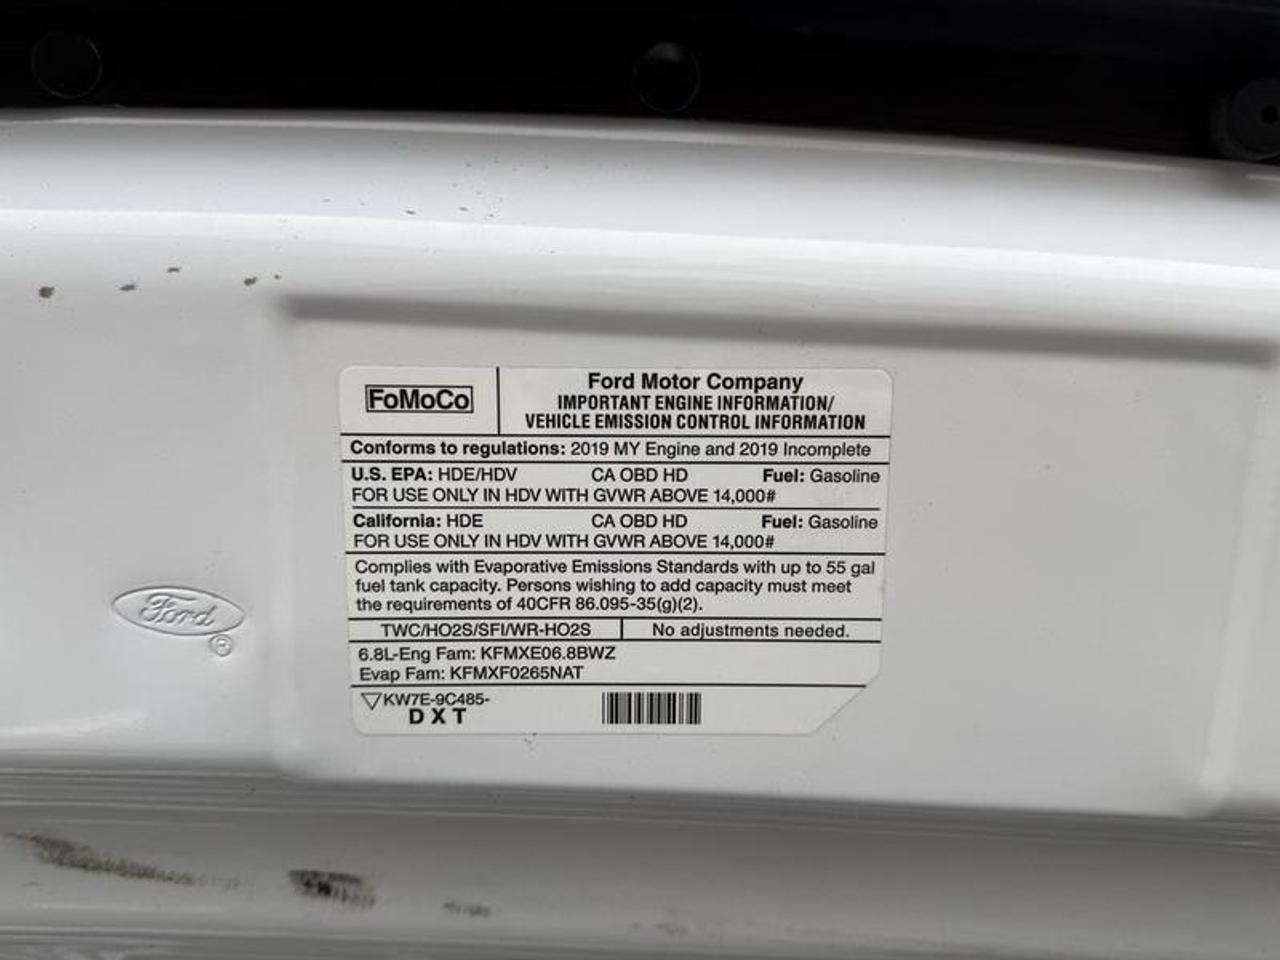 FoMoCo
Ford Motor Company
IMPORTANT ENGINE INFORMATION/
VEHICLE EMISSION CONTROL INFORMATION
Conforms to regulations: 2019 MY Engine and 2019 Incomplete
U.S. EPA: HDE/HDV CA OBD HD Fuel: Gasoline
FOR USE ONLY IN HDV WITH GVWR ABOVE 14,000#
California: HDE CA OBD HD Fuel: Gasoline
FOR USE ONLY IN HDV WITH GVWR ABOVE 14,000#
Complies with Evaporative Emissions Standards with up to 55 gal
fuel tank capacity. Persons wishing to add capacity must meet
the requirements of 40CFR 86.095-35(g)(2).
TWC/HO2S/SFI/WR-HO2S No adjustments needed.
6.8L-Eng Fam: KFMXE06.8BWZ
Evap Fam: KFMXF0265NAT
KW7E-9C485-
DXT
Ford
®